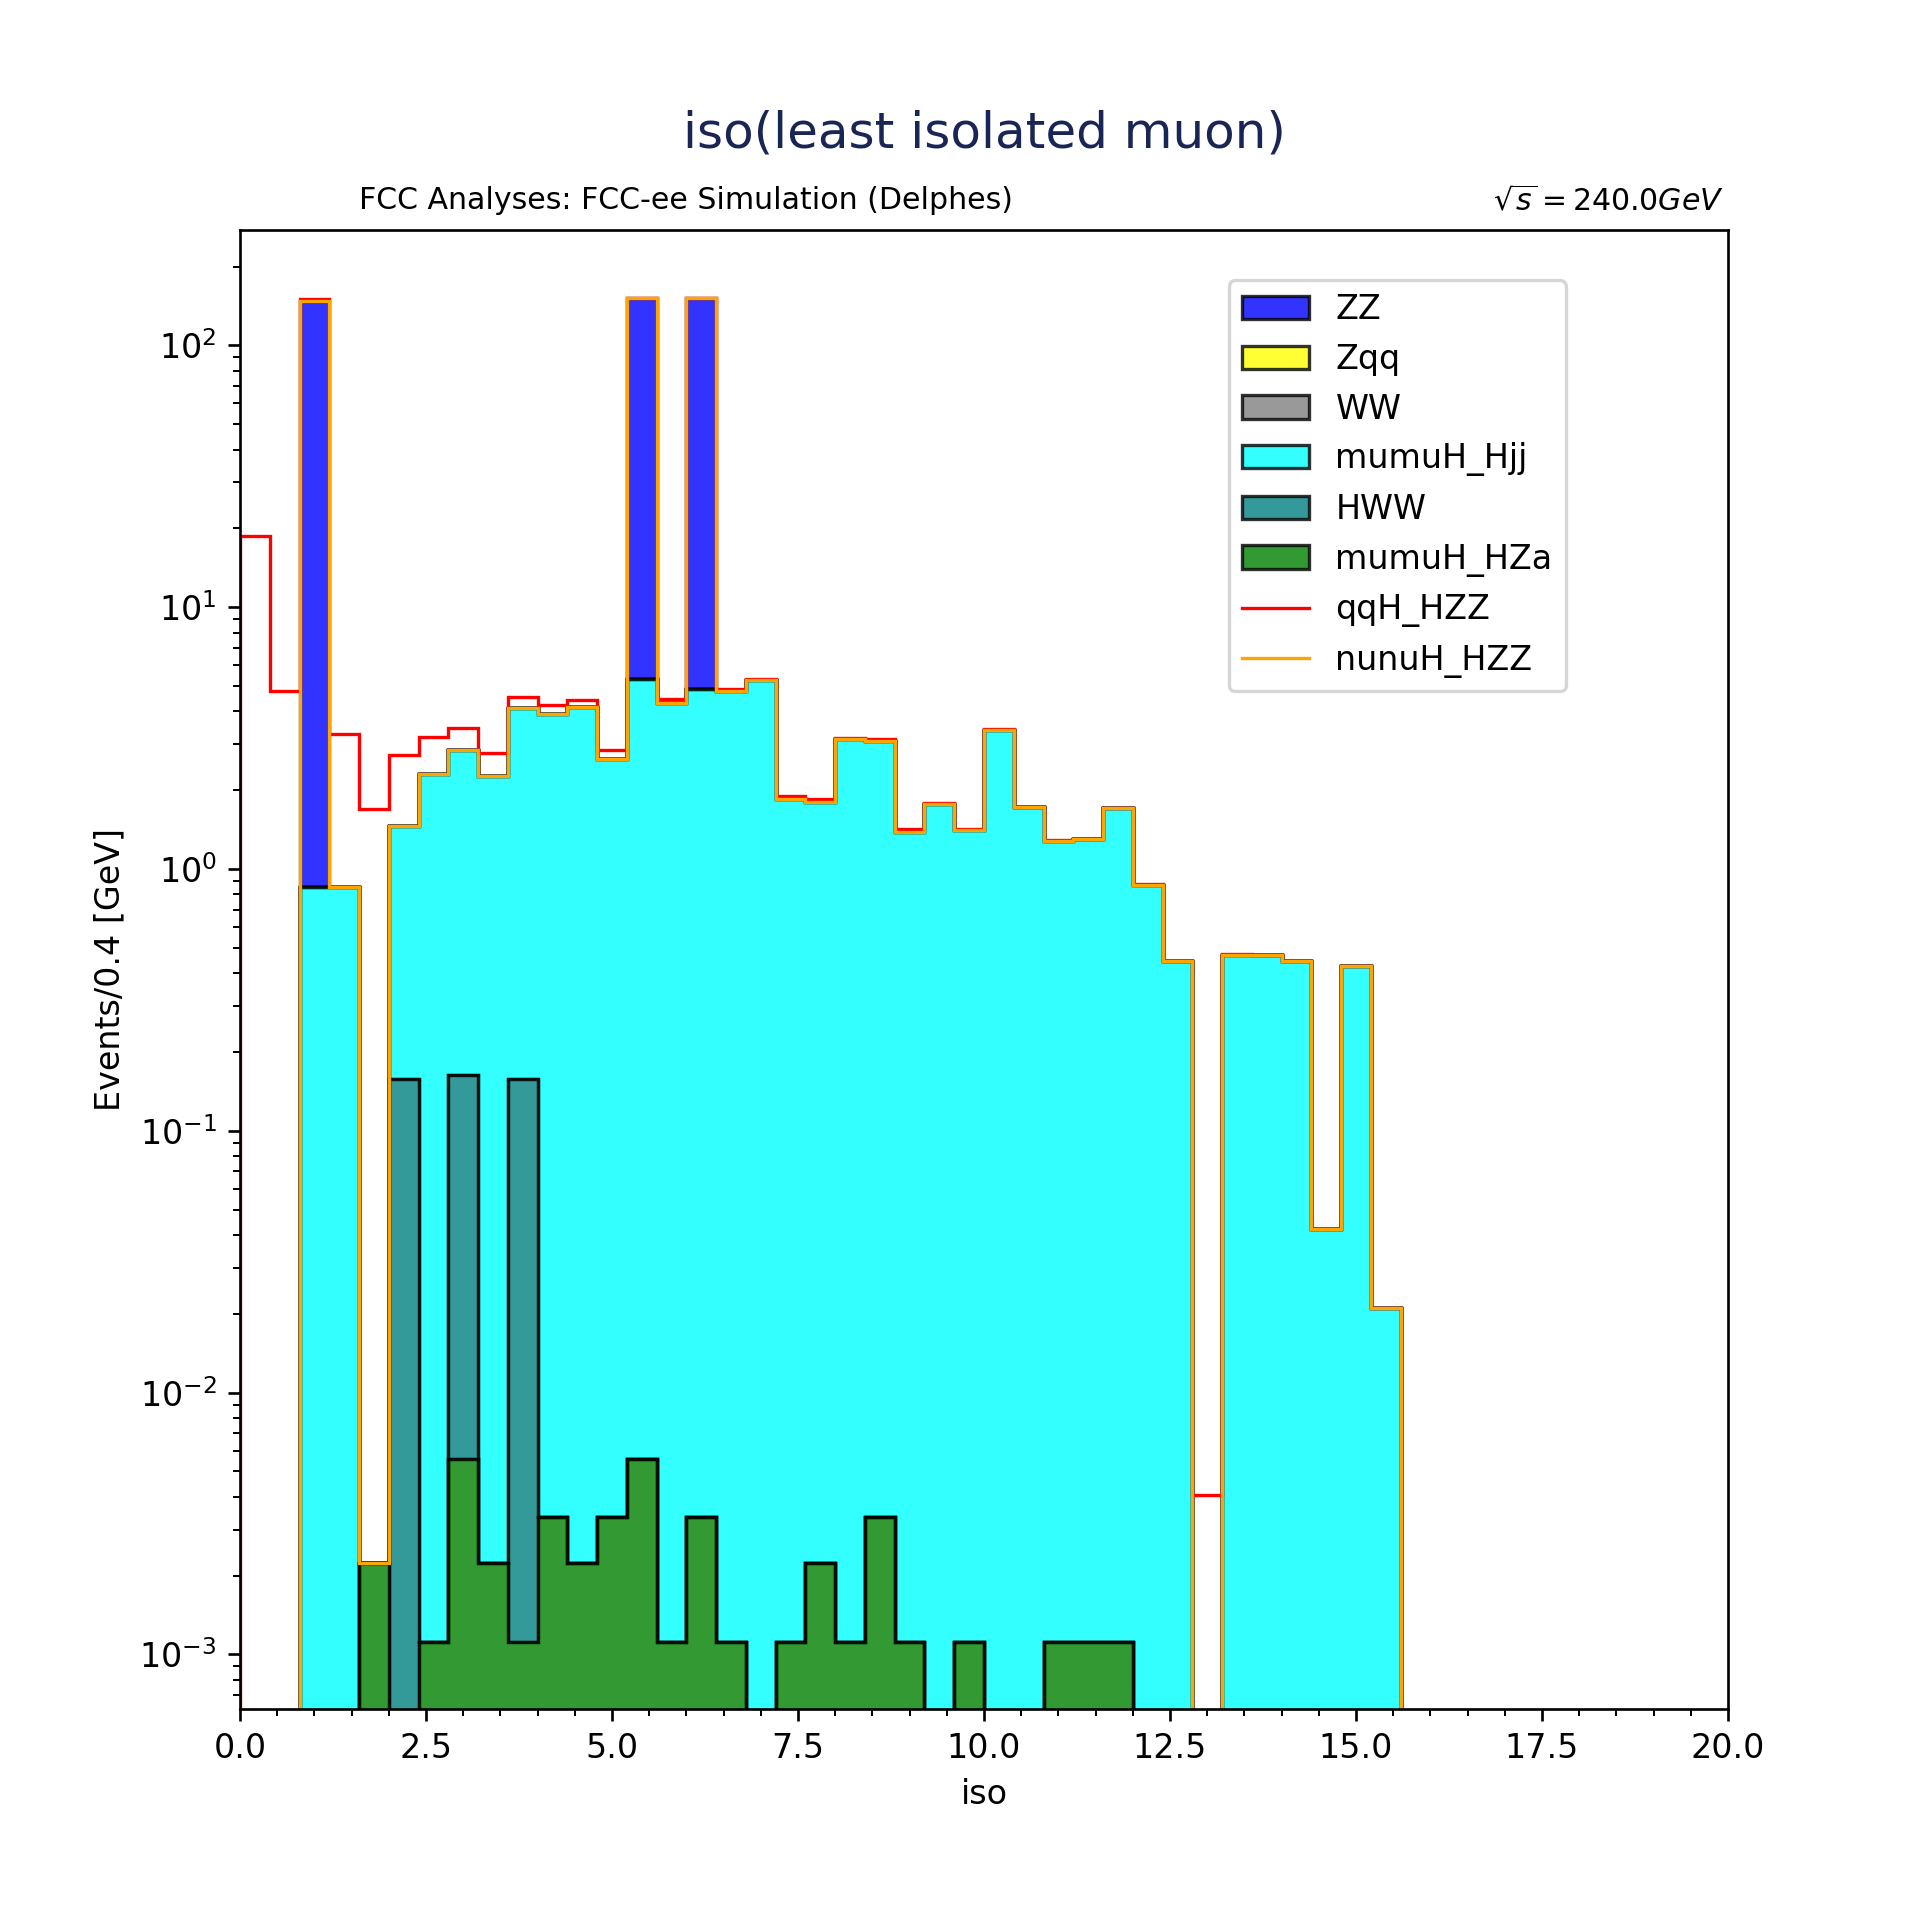 iso(least isolated muon)
FCC Analyses: FCC-ee Simulation (Delphes)
√s = 240.0GeV
ZZ
Zqq
WW
mumuH_Hjj
HWW
mumuH_HZa
qqH_HZZ
nunuH_HZZ
Events/0.4 [GeV]
10²
10¹
10⁰
10⁻¹
10⁻²
10⁻³
0.0 2.5 5.0 7.5 10.0 12.5 15.0 17.5 20.0
iso